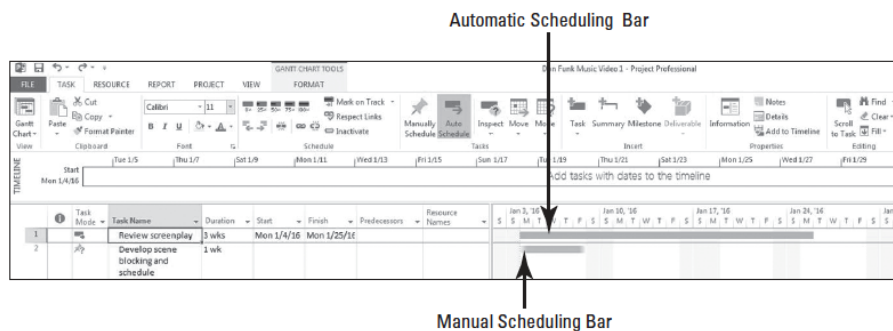 Automatic Scheduling Bar
GANTT CHART TOOLS
Don Funk Music Video 1 - Project Professional
FILE TASK RESOURCE REPORT PROJECT VIEW FORMAT
Gantt Chart
View
Paste
Cut
Copy
Format Painter
Clipboard
Calibri 11
B I U A
Font
0% 25% 50% 75% 100%
Mark on Track
Respect Links
Inactivate
Schedule
Manually Schedule
Auto Schedule
Inspect
Move
Mode
Tasks
Task
Summary
Milestone
Deliverable
Insert
Information
Notes
Details
Add to Timeline
Properties
Scroll to Task
Find
Clear
Fill
Editing
TIMELINE
Start
Mon 1/4/16
Tue 1/5 Thu 1/7 Sat 1/9 Mon 1/11 Wed 1/13 Fri 1/15 Sun 1/17 Tue 1/19 Thu 1/21 Sat 1/23 Mon 1/25 Wed 1/27 Fri 1/29
Add tasks with dates to the timeline
Task Mode Task Name Duration Start Finish Predecessors Resource Names
Jan 3, '16 Jan 10, '16 Jan 17, '16 Jan 24, '16 Jan
S S M T W T F S S M T W T F S S M T W T F S S M T W T F S S
1 Review screenplay 3 wks Mon 1/4/16 Mon 1/25/16
2 Develop scene blocking and schedule 1 wk
Manual Scheduling Bar